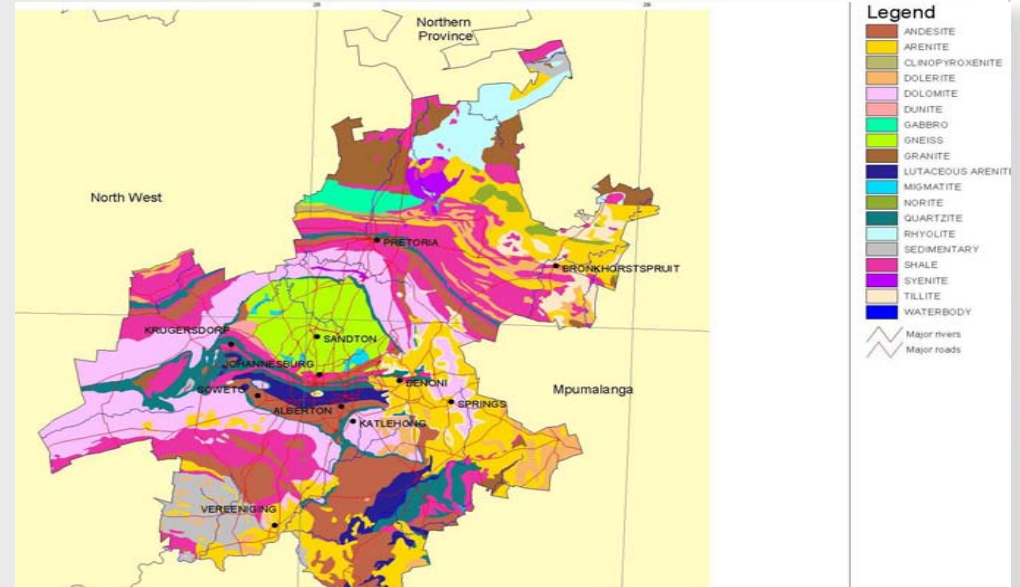 28
28
Northern
Province
North West
PRETORIA
BRONKHORSTSPRUIT
KRUGERSDORP
SANDTON
JOHANNESBURG
BENONI
Mpumalanga
SOWETO
SPRINGS
ALBERTON
KATLEHONG
VEREENIGING
Legend
ANDESITE
ARENITE
CLINOPYROXENITE
DOLERITE
DOLOMITE
DUNITE
GABBRO
GNEISS
GRANITE
LUTACEOUS ARENITE
MIGMATITE
NORITE
QUARTZITE
RHYOLITE
SEDIMENTARY
SHALE
SYENITE
TILLITE
WATERBODY
Major rivers
Major roads